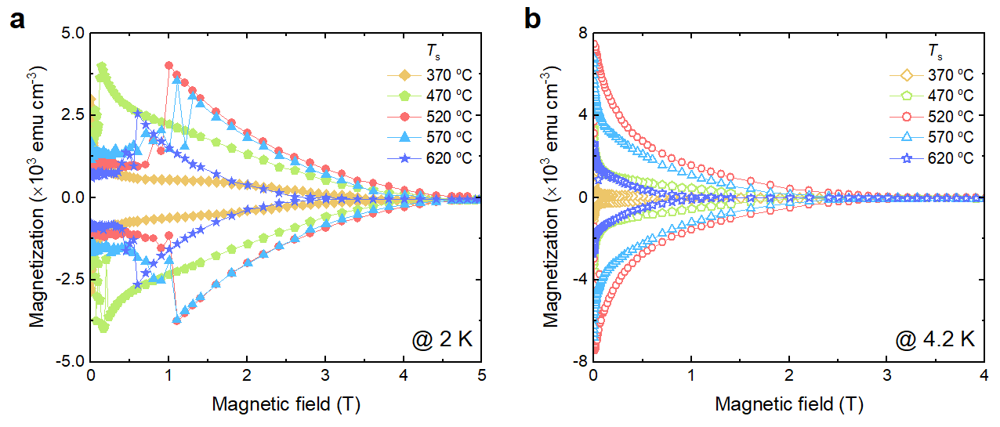 a
5.0
2.5
0.0
-2.5
-5.0
Magnetization (×10³ emu cm⁻³)
0 1 2 3 4 5
Magnetic field (T)
Tₛ
370 ºC
470 ºC
520 ºC
570 ºC
620 ºC
@ 2 K
b
8
4
0
-4
-8
Magnetization (×10³ emu cm⁻³)
0 1 2 3 4
Magnetic field (T)
Tₛ
370 ºC
470 ºC
520 ºC
570 ºC
620 ºC
@ 4.2 K